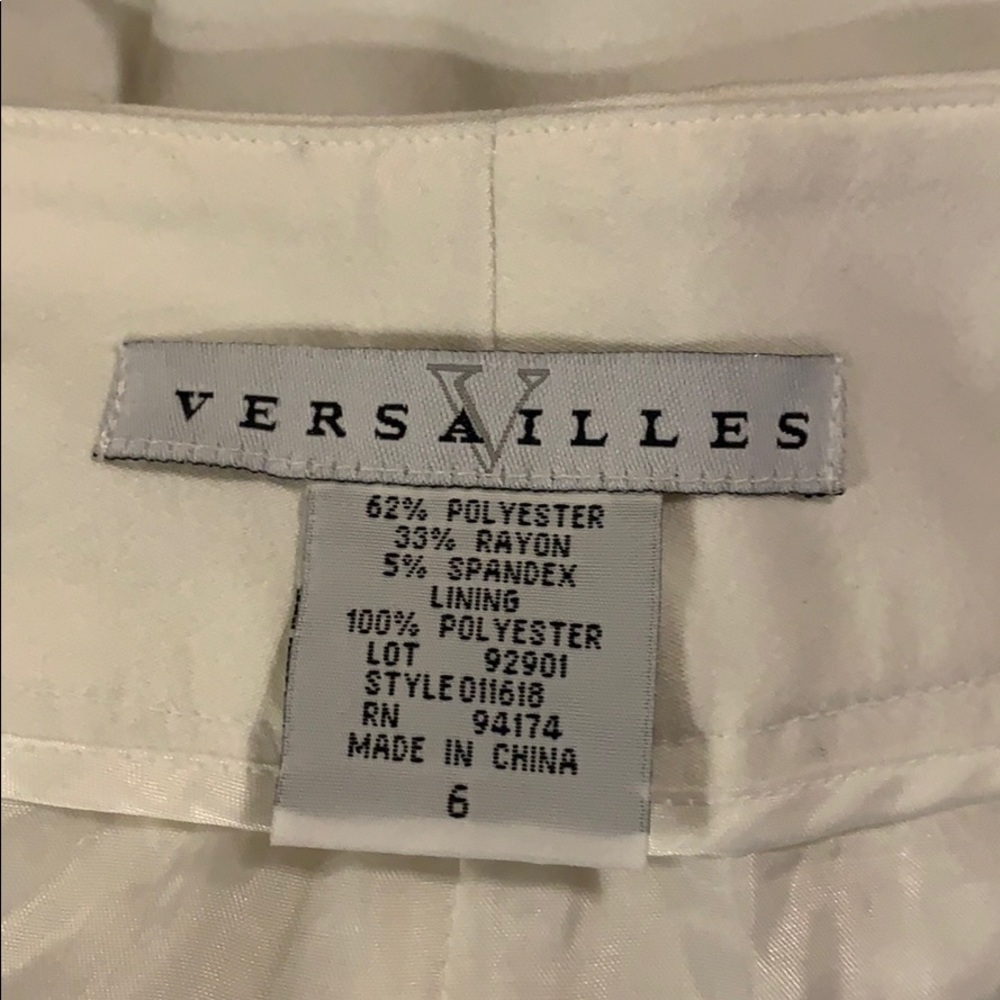 VERSAILLES
62% POLYESTER
33% RAYON
5% SPANDEX
LINING
100% POLYESTER
LOT 92901
STYLE 011618
RN 94174
MADE IN CHINA
6